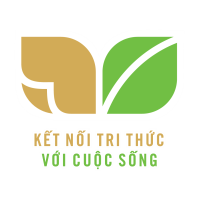 KẾT NỐI TRI THỨC
VỚI CUỘC SỐNG